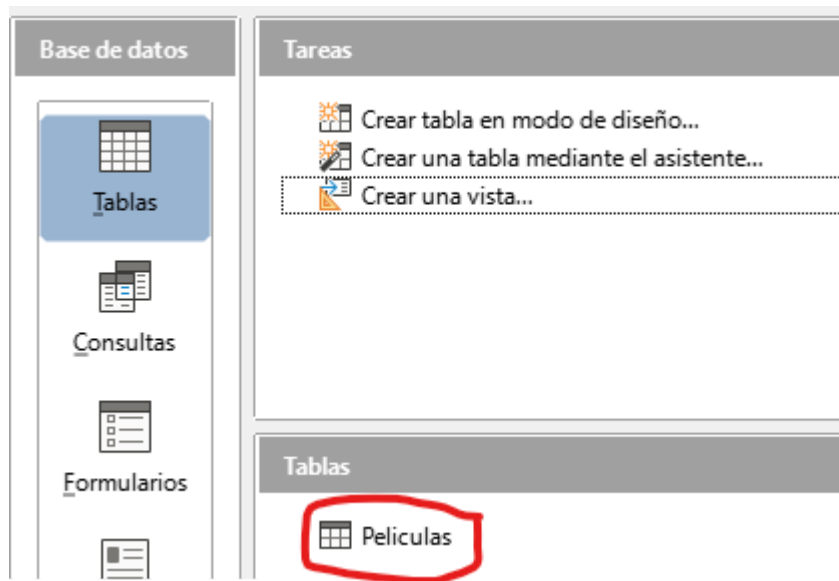 Base de datos
Tablas
Consultas
Formularios
Tareas
Crear tabla en modo de diseño...
Crear una tabla mediante el asistente...
Crear una vista...
Tablas
Peliculas